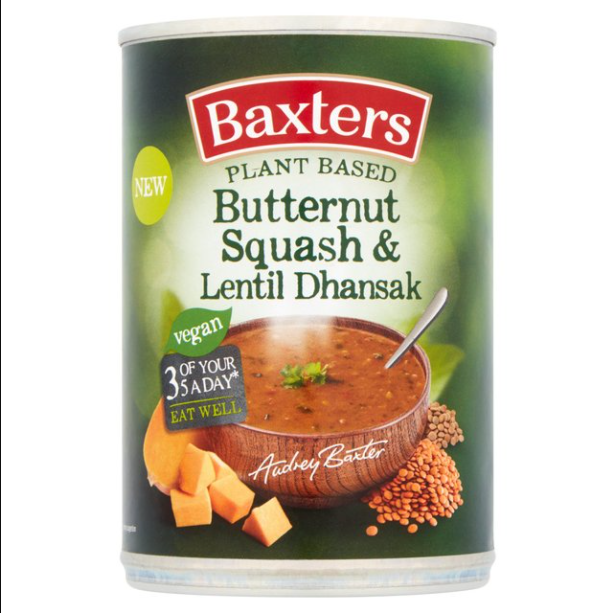 Baxters
PLANT BASED
Butternut
Squash &
Lentil Dhansak
NEW
vegan
3 OF YOUR
5 A DAY*
EAT WELL
Audrey Baxter